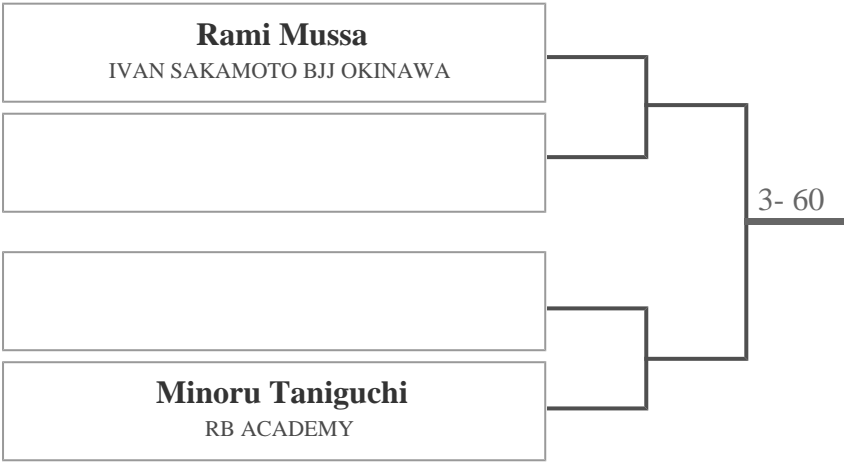 Rami Mussa
IVAN SAKAMOTO BJJ OKINAWA
3- 60
Minoru Taniguchi
RB ACADEMY